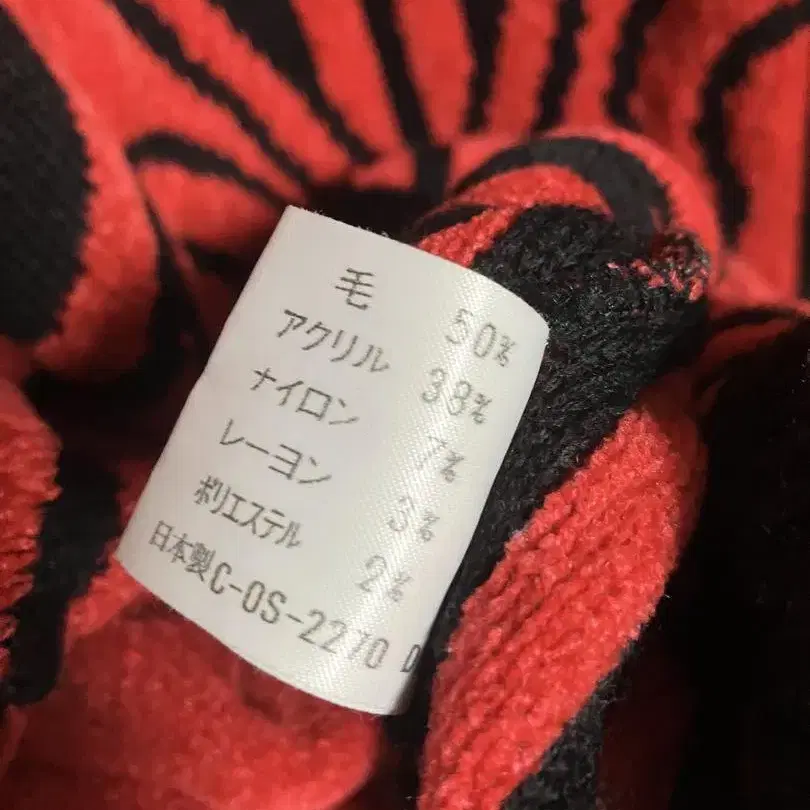 毛 50%
アクリル 38%
ナイロン 7%
レーヨン 3%
ポリエステル 2%
日本製C-OS-2270 D